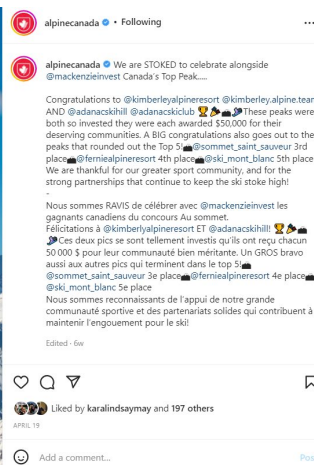 alpinecanada • Following
alpinecanada We are STOKED to celebrate alongside
@mackenzieinvest Canada's Top Peak.....
Congratulations to @kimberleyalpineresort @kimberley.alpine.team
AND @adanacskihill @adanacskiclub 🏆🎉🏔️🎿These peaks were
both so invested they were each awarded $50,000 for their
deserving communities. A BIG congratulations also goes out to the
peaks that rounded out the Top 5!🏔️@sommet_saint_sauveur 3rd
place🏔️@ferniealpineresort 4th place🏔️@ski_mont_blanc 5th place
We are thankful for our greater sport community, and for the
strong partnerships that continue to keep the ski stoke high!
-
Nous sommes RAVIS de célébrer avec @mackenzieinvest les
gagnants canadiens du concours Au sommet.
Félicitations à @kimberlyalpineresort ET @adanacskihill! 🏆🎉🏔️
🎿Ces deux pics se sont tellement investis qu'ils ont reçu chacun
50 000 $ pour leur communauté bien méritante. Un GROS bravo
aussi aux autres pics qui terminent dans le top 5!🏔️
@sommet_saint_sauveur 3e place🏔️@ferniealpineresort 4e place🏔️
@ski_mont_blanc 5e place
Nous sommes reconnaissants de l'appui de notre grande
communauté sportive et des partenariats solides qui contribuent à
maintenir l'engouement pour le ski!
Edited · 6w
Liked by karalindsaymay and 197 others
APRIL 19
Add a comment...
Pos